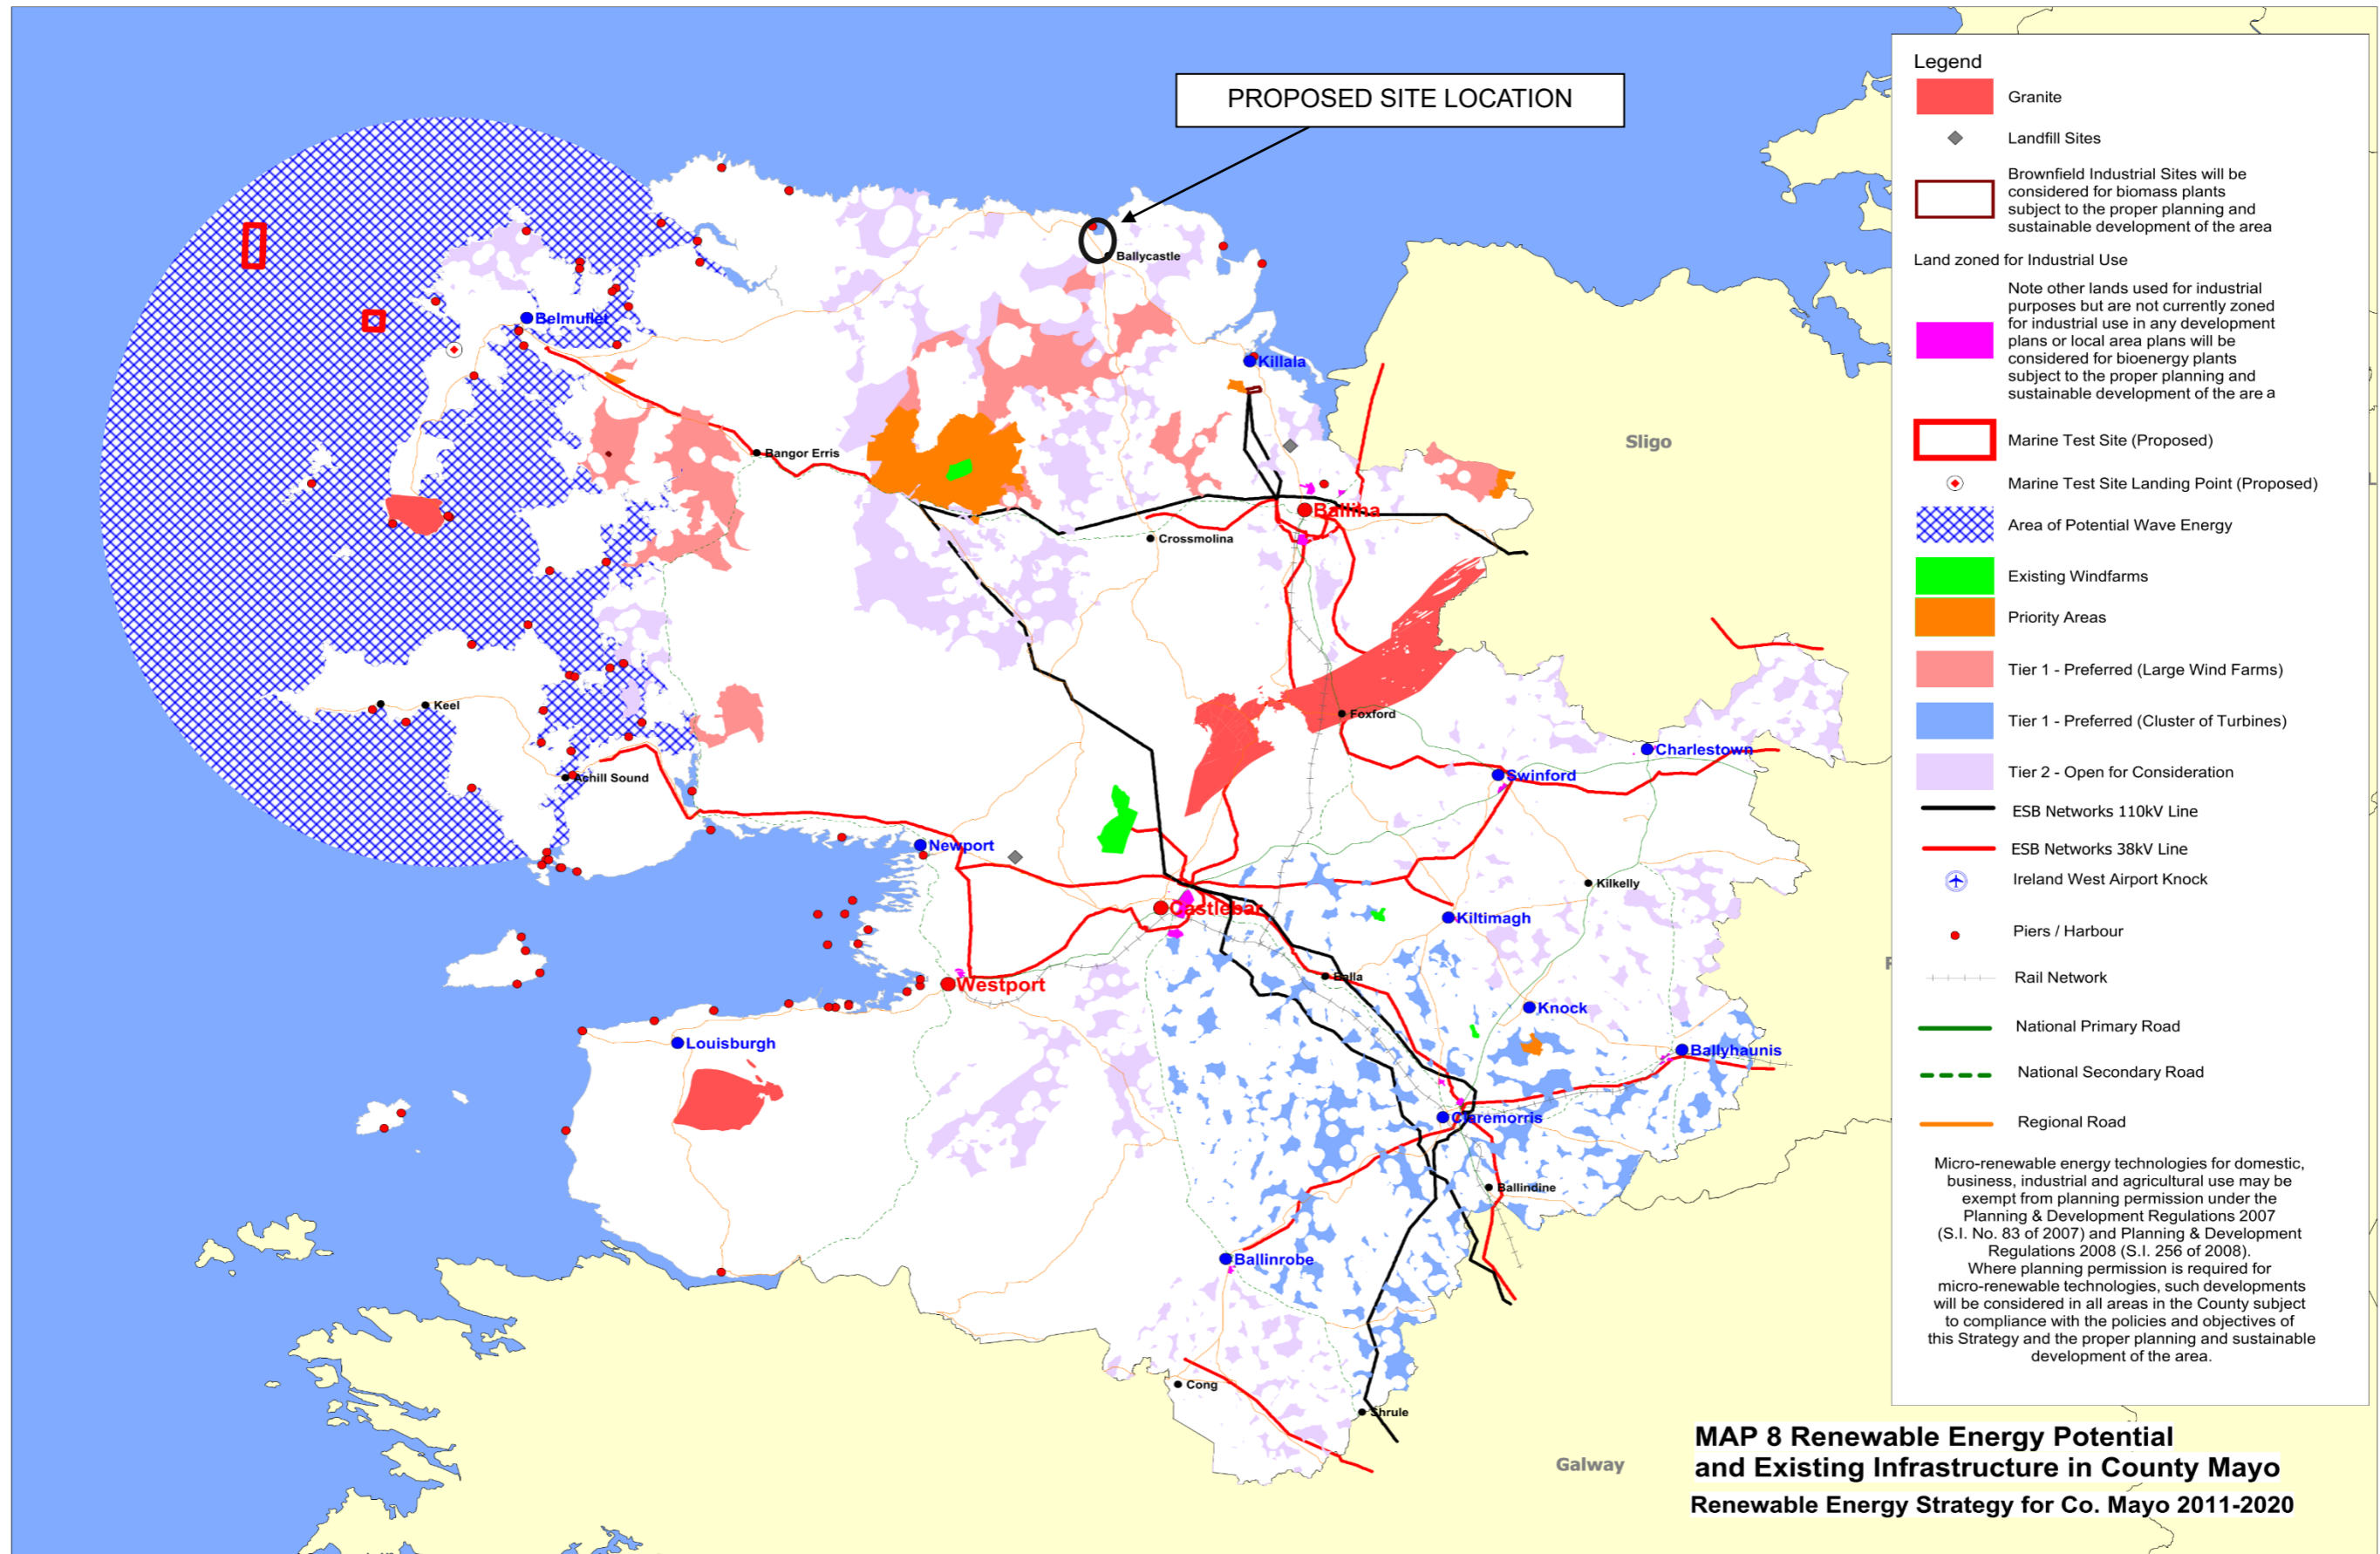 PROPOSED SITE LOCATION
Ballycastle
Belmullet
Killala
Bangor Erris
Sligo
Ballina
Crossmolina
Keel
Foxford
Charlestown
Swinford
Achill Sound
Newport
Kilkelly
Castlebar
Kiltimagh
Balla
Westport
Knock
Louisburgh
Ballyhaunis
Claremorris
Ballindine
Ballinrobe
Cong
Shrule
Galway
Legend
Granite
Landfill Sites
Brownfield Industrial Sites will be
considered for biomass plants
subject to the proper planning and
sustainable development of the area
Land zoned for Industrial Use
Note other lands used for industrial
purposes but are not currently zoned
for industrial use in any development
plans or local area plans will be
considered for bioenergy plants
subject to the proper planning and
sustainable development of the are a
Marine Test Site (Proposed)
Marine Test Site Landing Point (Proposed)
Area of Potential Wave Energy
Existing Windfarms
Priority Areas
Tier 1 - Preferred (Large Wind Farms)
Tier 1 - Preferred (Cluster of Turbines)
Tier 2 - Open for Consideration
ESB Networks 110kV Line
ESB Networks 38kV Line
Ireland West Airport Knock
Piers / Harbour
Rail Network
National Primary Road
National Secondary Road
Regional Road
Micro-renewable energy technologies for domestic,
business, industrial and agricultural use may be
exempt from planning permission under the
Planning & Development Regulations 2007
(S.I. No. 83 of 2007) and Planning & Development
Regulations 2008 (S.I. 256 of 2008).
Where planning permission is required for
micro-renewable technologies, such developments
will be considered in all areas in the County subject
to compliance with the policies and objectives of
this Strategy and the proper planning and sustainable
development of the area.
MAP 8 Renewable Energy Potential
and Existing Infrastructure in County Mayo
Renewable Energy Strategy for Co. Mayo 2011-2020